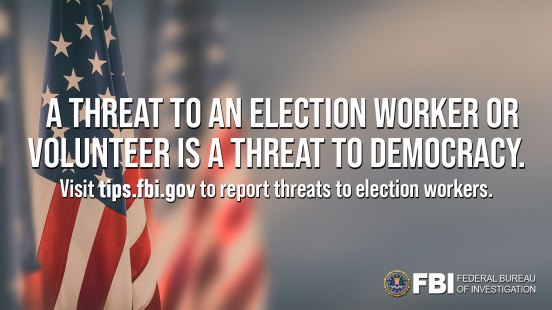 A THREAT TO AN ELECTION WORKER OR
VOLUNTEER IS A THREAT TO DEMOCRACY.
Visit tips.fbi.gov to report threats to election workers.
FBI FEDERAL BUREAU
OF INVESTIGATION